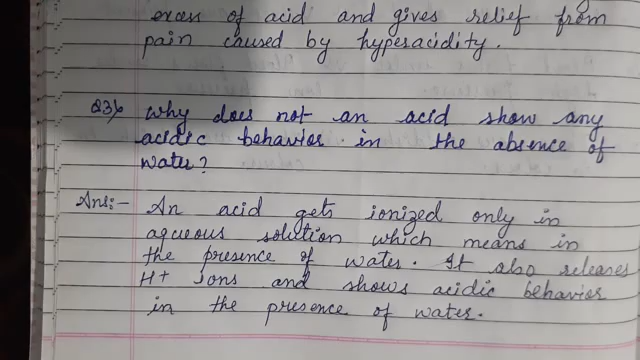 excess of acid and gives relief from
pain caused by hyperacidity.
23) Why does not an acid show any
acidic behavior in the absence of
water?
Ans:- An acid gets ionized only in
aqueous solution which means in
the presence of water. It also releases
H+ Ions and shows acidic behavior
in the presence of water.